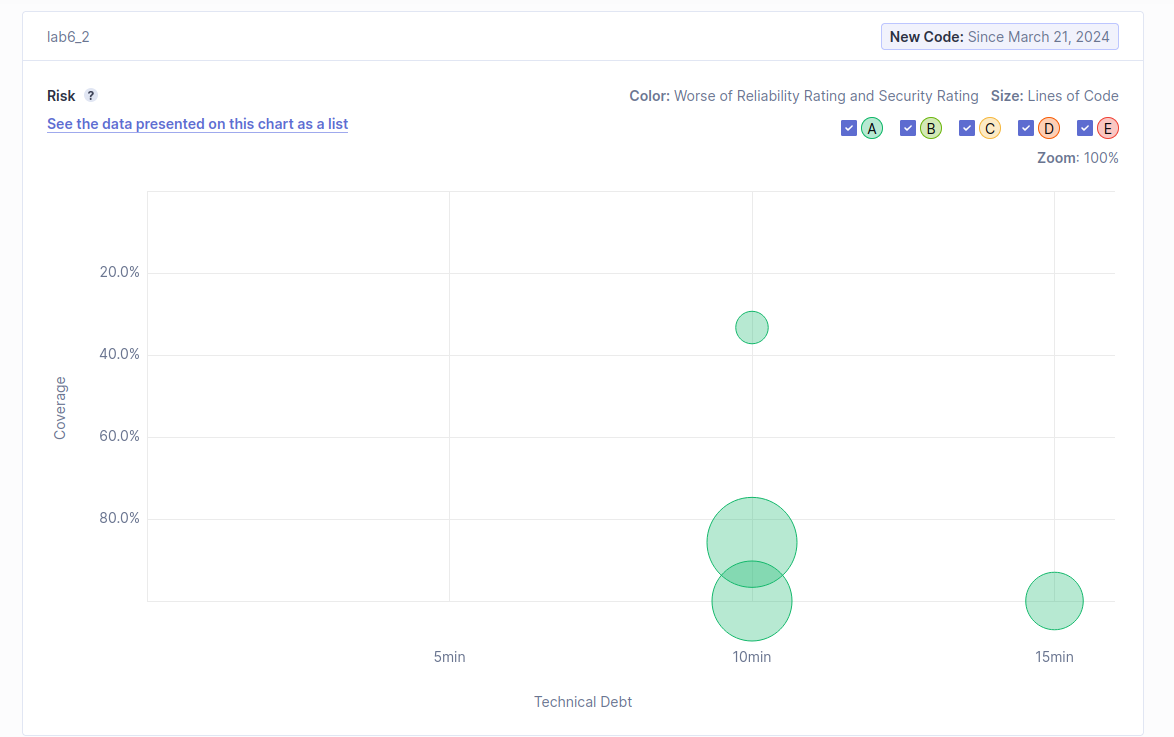 lab6_2
New Code: Since March 21, 2024
Risk ?
Color: Worse of Reliability Rating and Security Rating Size: Lines of Code
See the data presented on this chart as a list
A B C D E
Zoom: 100%
20.0%
40.0%
60.0%
80.0%
Coverage
5min 10min 15min
Technical Debt